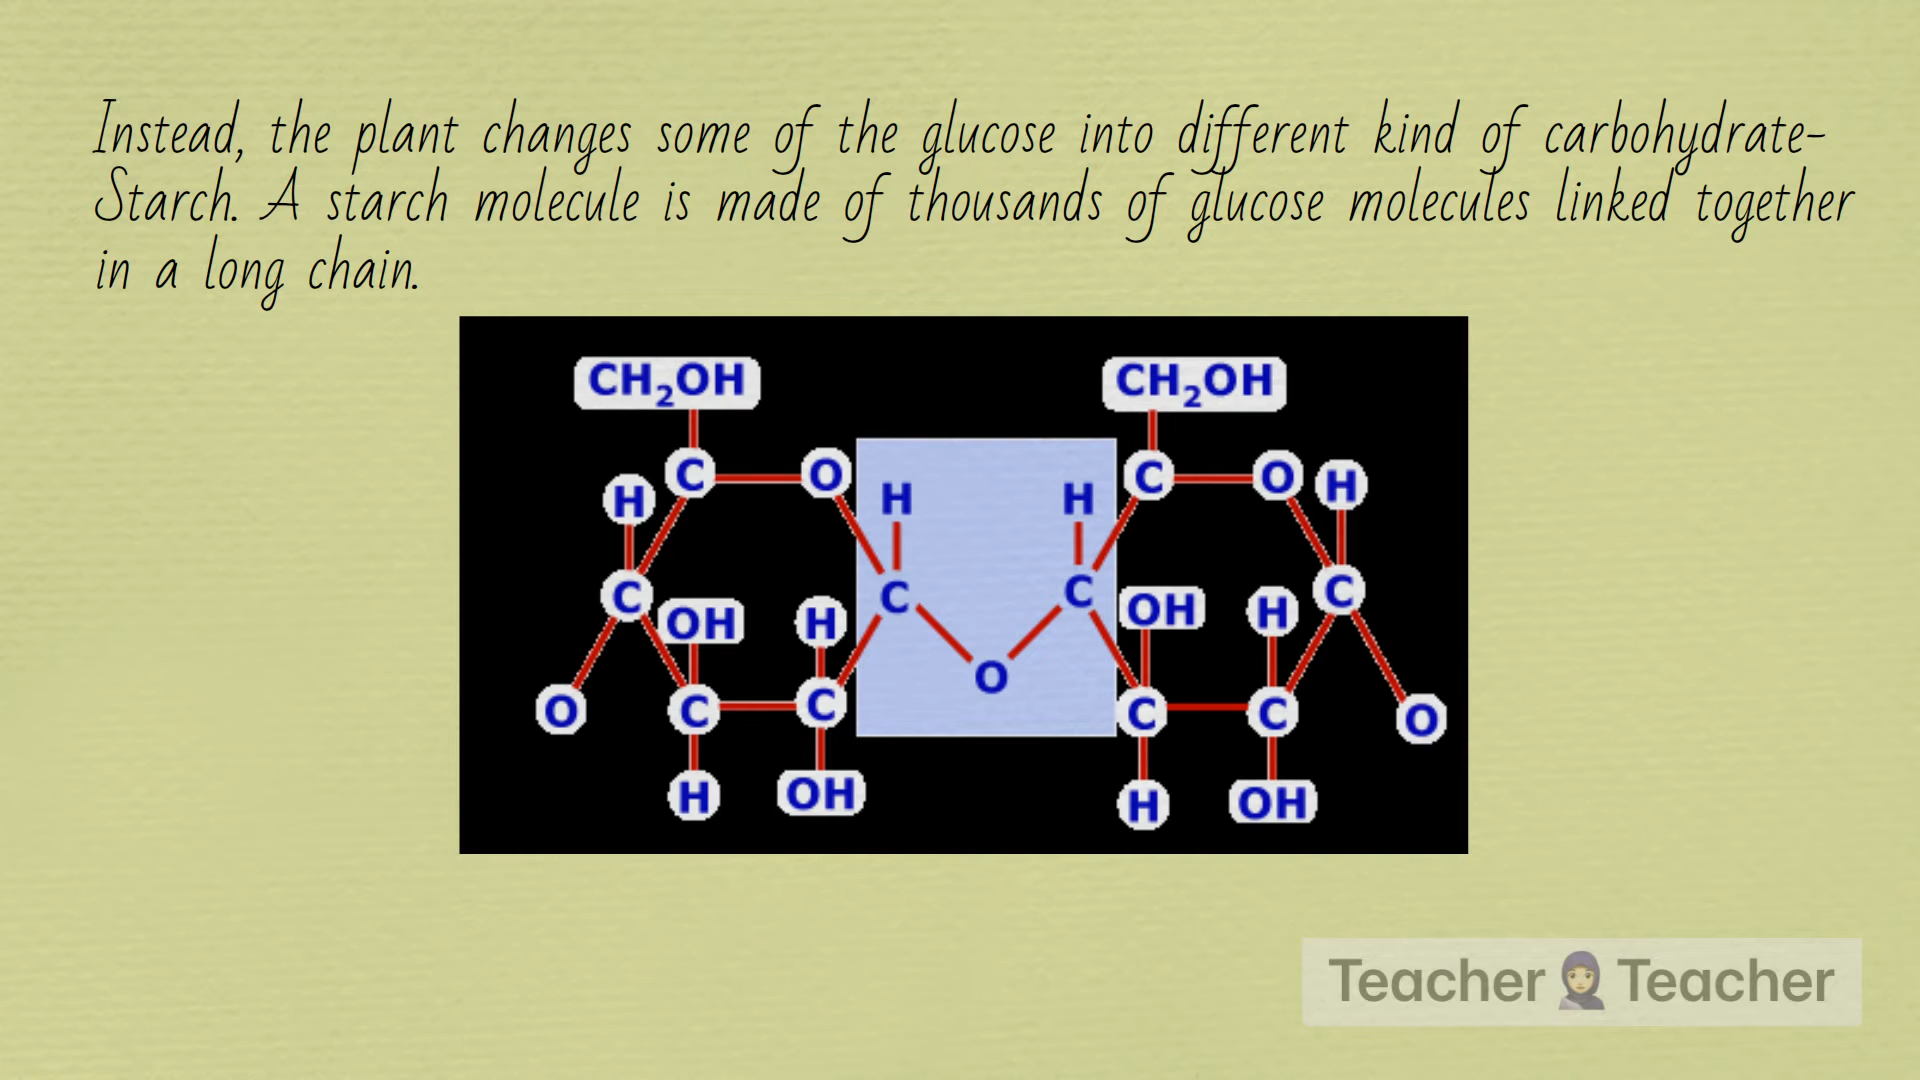 Instead, the plant changes some of the glucose into different kind of carbohydrate-
Starch. A starch molecule is made of thousands of glucose molecules linked together
in a long chain.
CH₂OH CH₂OH
C O C O H
H H H
C C C C
OH H OH H
O O O
C C C C
H OH H OH
Teacher Teacher